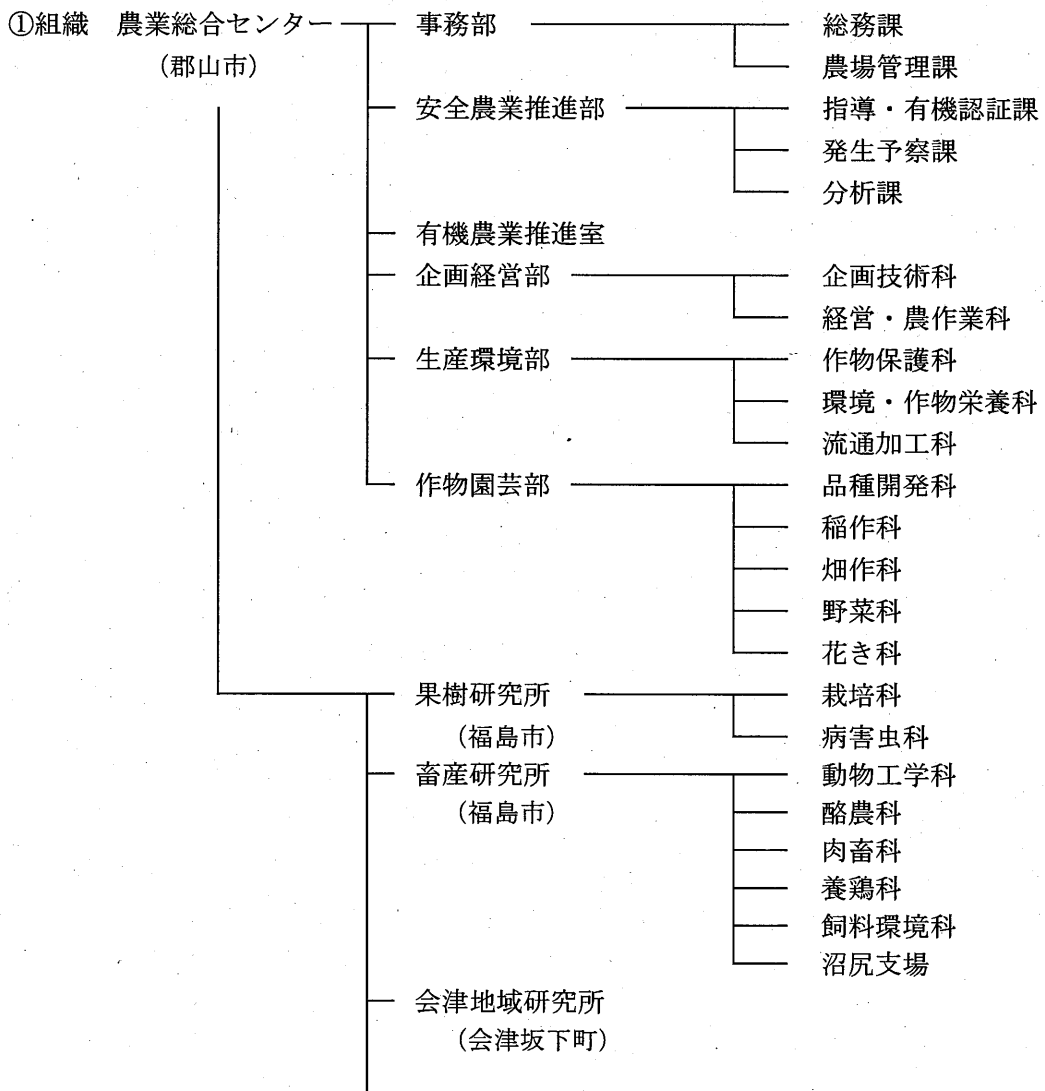 ①組織 農業総合センター 事務部 総務課
(郡山市) 農場管理課
安全農業推進部 指導・有機認証課
発生予察課
分析課
有機農業推進室
企画経営部 企画技術科
経営・農作業科
生産環境部 作物保護科
環境・作物栄養科
流通加工科
作物園芸部 品種開発科
稲作科
畑作科
野菜科
花き科
果樹研究所 栽培科
(福島市) 病害虫科
畜産研究所 動物工学科
(福島市) 酪農科
肉畜科
養鶏科
飼料環境科
沼尻支場
会津地域研究所
(会津坂下町)